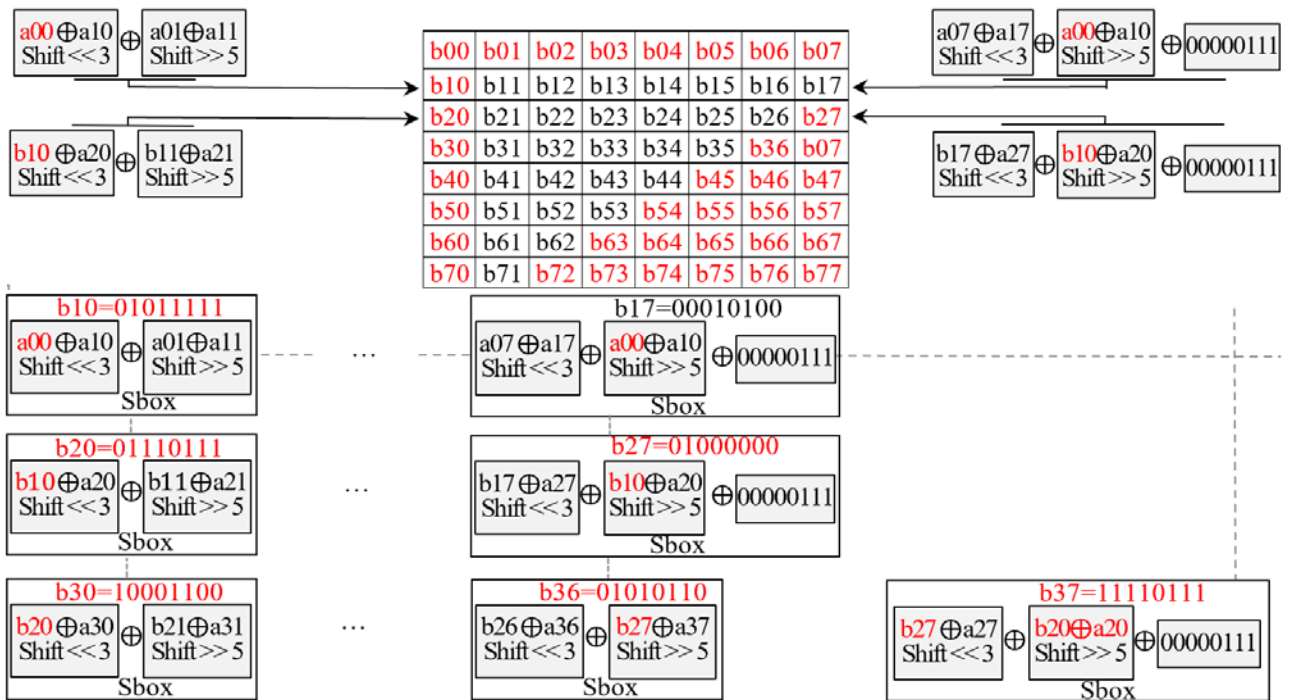 a00⊕a10 ⊕ a01⊕a11
Shift<<3 Shift>>5
a07⊕a17 ⊕ a00⊕a10 ⊕ 00000111
Shift<<3 Shift>>5
b10⊕a20 ⊕ b11⊕a21
Shift<<3 Shift>>5
b17⊕a27 ⊕ b10⊕a20 ⊕ 00000111
Shift<<3 Shift>>5
b00 b01 b02 b03 b04 b05 b06 b07
b10 b11 b12 b13 b14 b15 b16 b17
b20 b21 b22 b23 b24 b25 b26 b27
b30 b31 b32 b33 b34 b35 b36 b07
b40 b41 b42 b43 b44 b45 b46 b47
b50 b51 b52 b53 b54 b55 b56 b57
b60 b61 b62 b63 b64 b65 b66 b67
b70 b71 b72 b73 b74 b75 b76 b77
b10=01011111
a00⊕a10 ⊕ a01⊕a11
Shift<<3 Shift>>5
Sbox
...
b17=00010100
a07⊕a17 ⊕ a00⊕a10 ⊕ 00000111
Shift<<3 Shift>>5
Sbox
b20=01110111
b10⊕a20 ⊕ b11⊕a21
Shift<<3 Shift>>5
Sbox
...
b27=01000000
b17⊕a27 ⊕ b10⊕a20 ⊕ 00000111
Shift<<3 Shift>>5
Sbox
b30=10001100
b20⊕a30 ⊕ b21⊕a31
Shift<<3 Shift>>5
Sbox
...
b36=01010110
b26⊕a36 ⊕ b27⊕a37
Shift<<3 Shift>>5
Sbox
b37=11110111
b27⊕a27 ⊕ b20⊕a20 ⊕ 00000111
Shift<<3 Shift>>5
Sbox